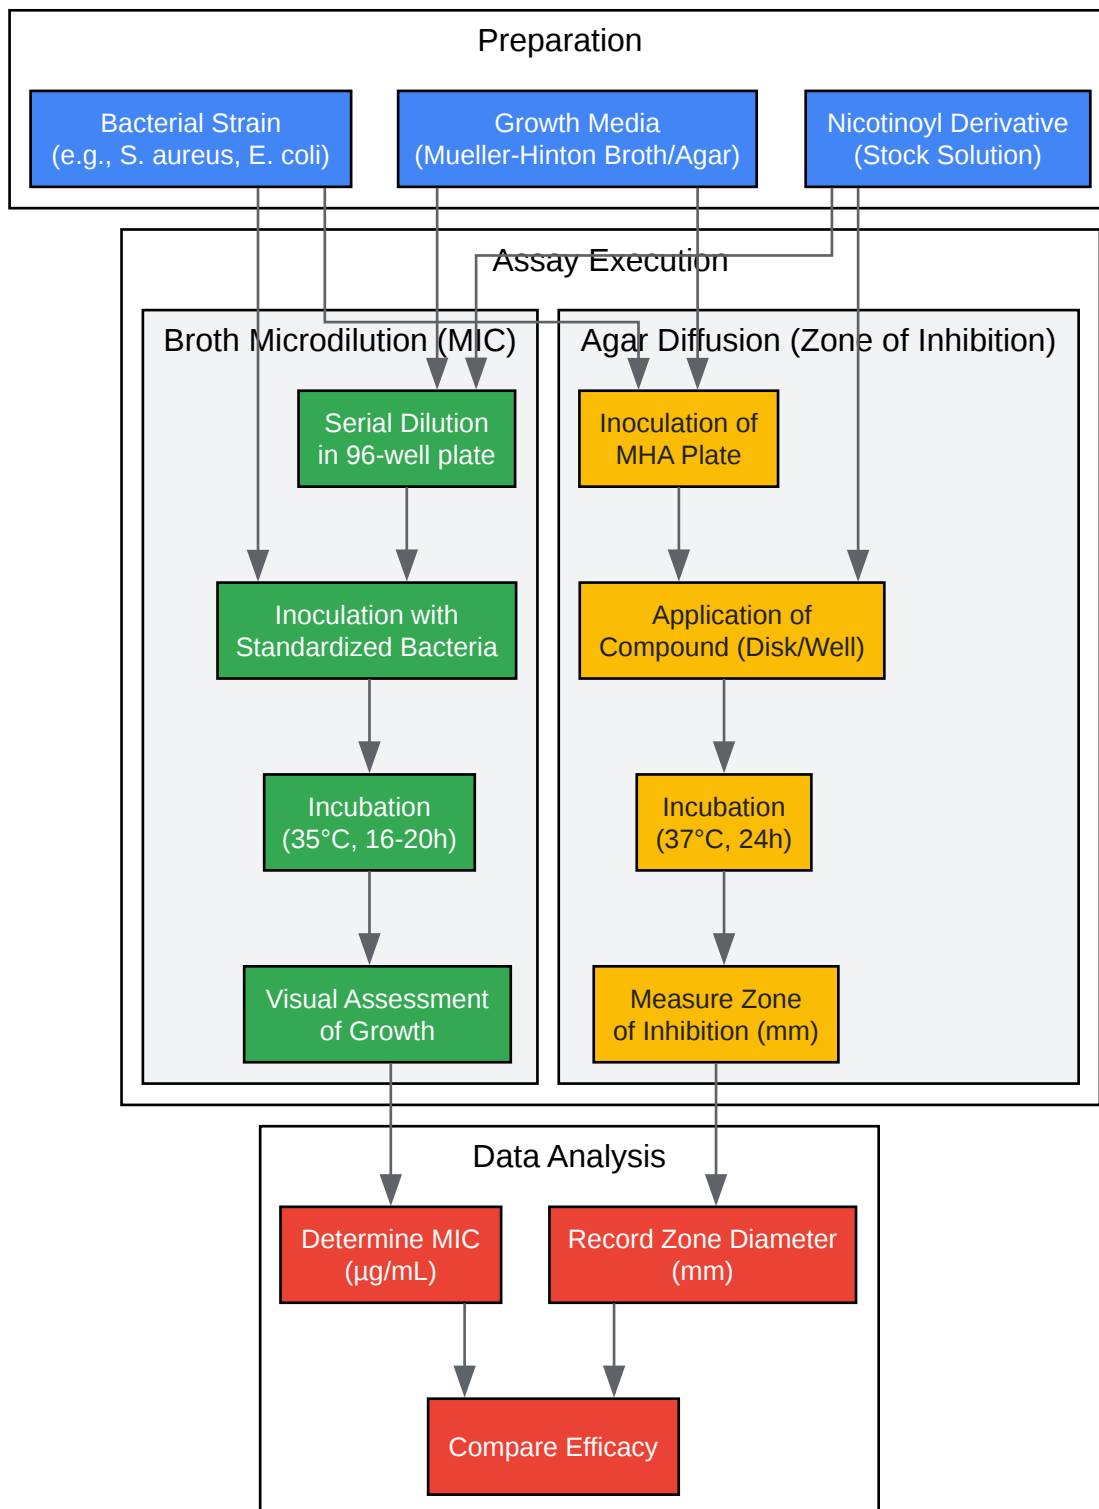 Preparation
Bacterial Strain
(e.g., S. aureus, E. coli)
Growth Media
(Mueller-Hinton Broth/Agar)
Nicotinoyl Derivative
(Stock Solution)
Assay Execution
Broth Microdilution (MIC)
Serial Dilution
in 96-well plate
Inoculation with
Standardized Bacteria
Incubation
(35°C, 16-20h)
Visual Assessment
of Growth
Agar Diffusion (Zone of Inhibition)
Inoculation of
MHA Plate
Application of
Compound (Disk/Well)
Incubation
(37°C, 24h)
Measure Zone
of Inhibition (mm)
Data Analysis
Determine MIC
(µg/mL)
Record Zone Diameter
(mm)
Compare Efficacy